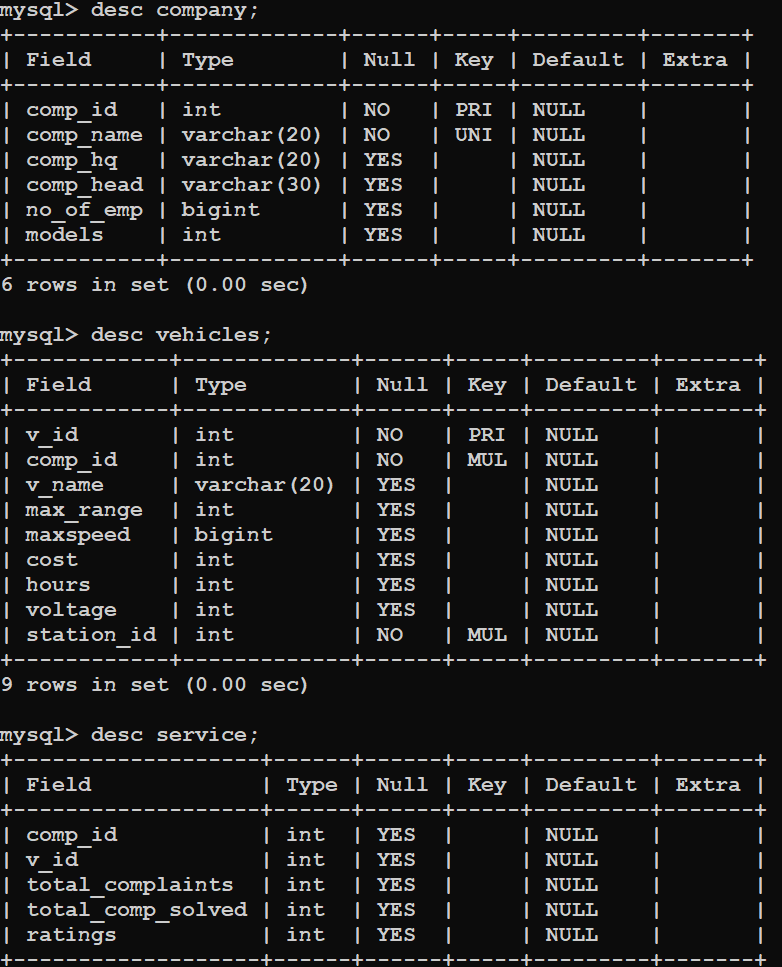 mysql> desc company;
+-----------+-------------+------+-----+---------+-------+
| Field     | Type        | Null | Key | Default | Extra |
+-----------+-------------+------+-----+---------+-------+
| comp_id   | int         | NO   | PRI | NULL    |       |
| comp_name | varchar(20) | NO   | UNI | NULL    |       |
| comp_hq   | varchar(20) | YES  |     | NULL    |       |
| comp_head | varchar(30) | YES  |     | NULL    |       |
| no_of_emp | bigint      | YES  |     | NULL    |       |
| models    | int         | YES  |     | NULL    |       |
+-----------+-------------+------+-----+---------+-------+
6 rows in set (0.00 sec)

mysql> desc vehicles;
+------------+-------------+------+-----+---------+-------+
| Field      | Type        | Null | Key | Default | Extra |
+------------+-------------+------+-----+---------+-------+
| v_id       | int         | NO   | PRI | NULL    |       |
| comp_id    | int         | NO   | MUL | NULL    |       |
| v_name     | varchar(20) | YES  |     | NULL    |       |
| max_range  | int         | YES  |     | NULL    |       |
| maxspeed   | bigint      | YES  |     | NULL    |       |
| cost       | int         | YES  |     | NULL    |       |
| hours      | int         | YES  |     | NULL    |       |
| voltage    | int         | YES  |     | NULL    |       |
| station_id | int         | NO   | MUL | NULL    |       |
+------------+-------------+------+-----+---------+-------+
9 rows in set (0.00 sec)

mysql> desc service;
+-------------------+------+------+-----+---------+-------+
| Field             | Type | Null | Key | Default | Extra |
+-------------------+------+------+-----+---------+-------+
| comp_id           | int  | YES  |     | NULL    |       |
| v_id              | int  | YES  |     | NULL    |       |
| total_complaints  | int  | YES  |     | NULL    |       |
| total_comp_solved | int  | YES  |     | NULL    |       |
| ratings           | int  | YES  |     | NULL    |       |
+-------------------+------+------+-----+---------+-------+